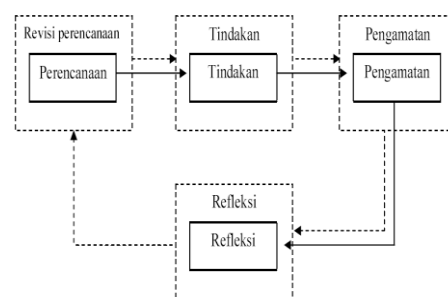 Revisi perencanaan
Perencanaan
Tindakan
Tindakan
Pengamatan
Pengamatan
Refleksi
Refleksi